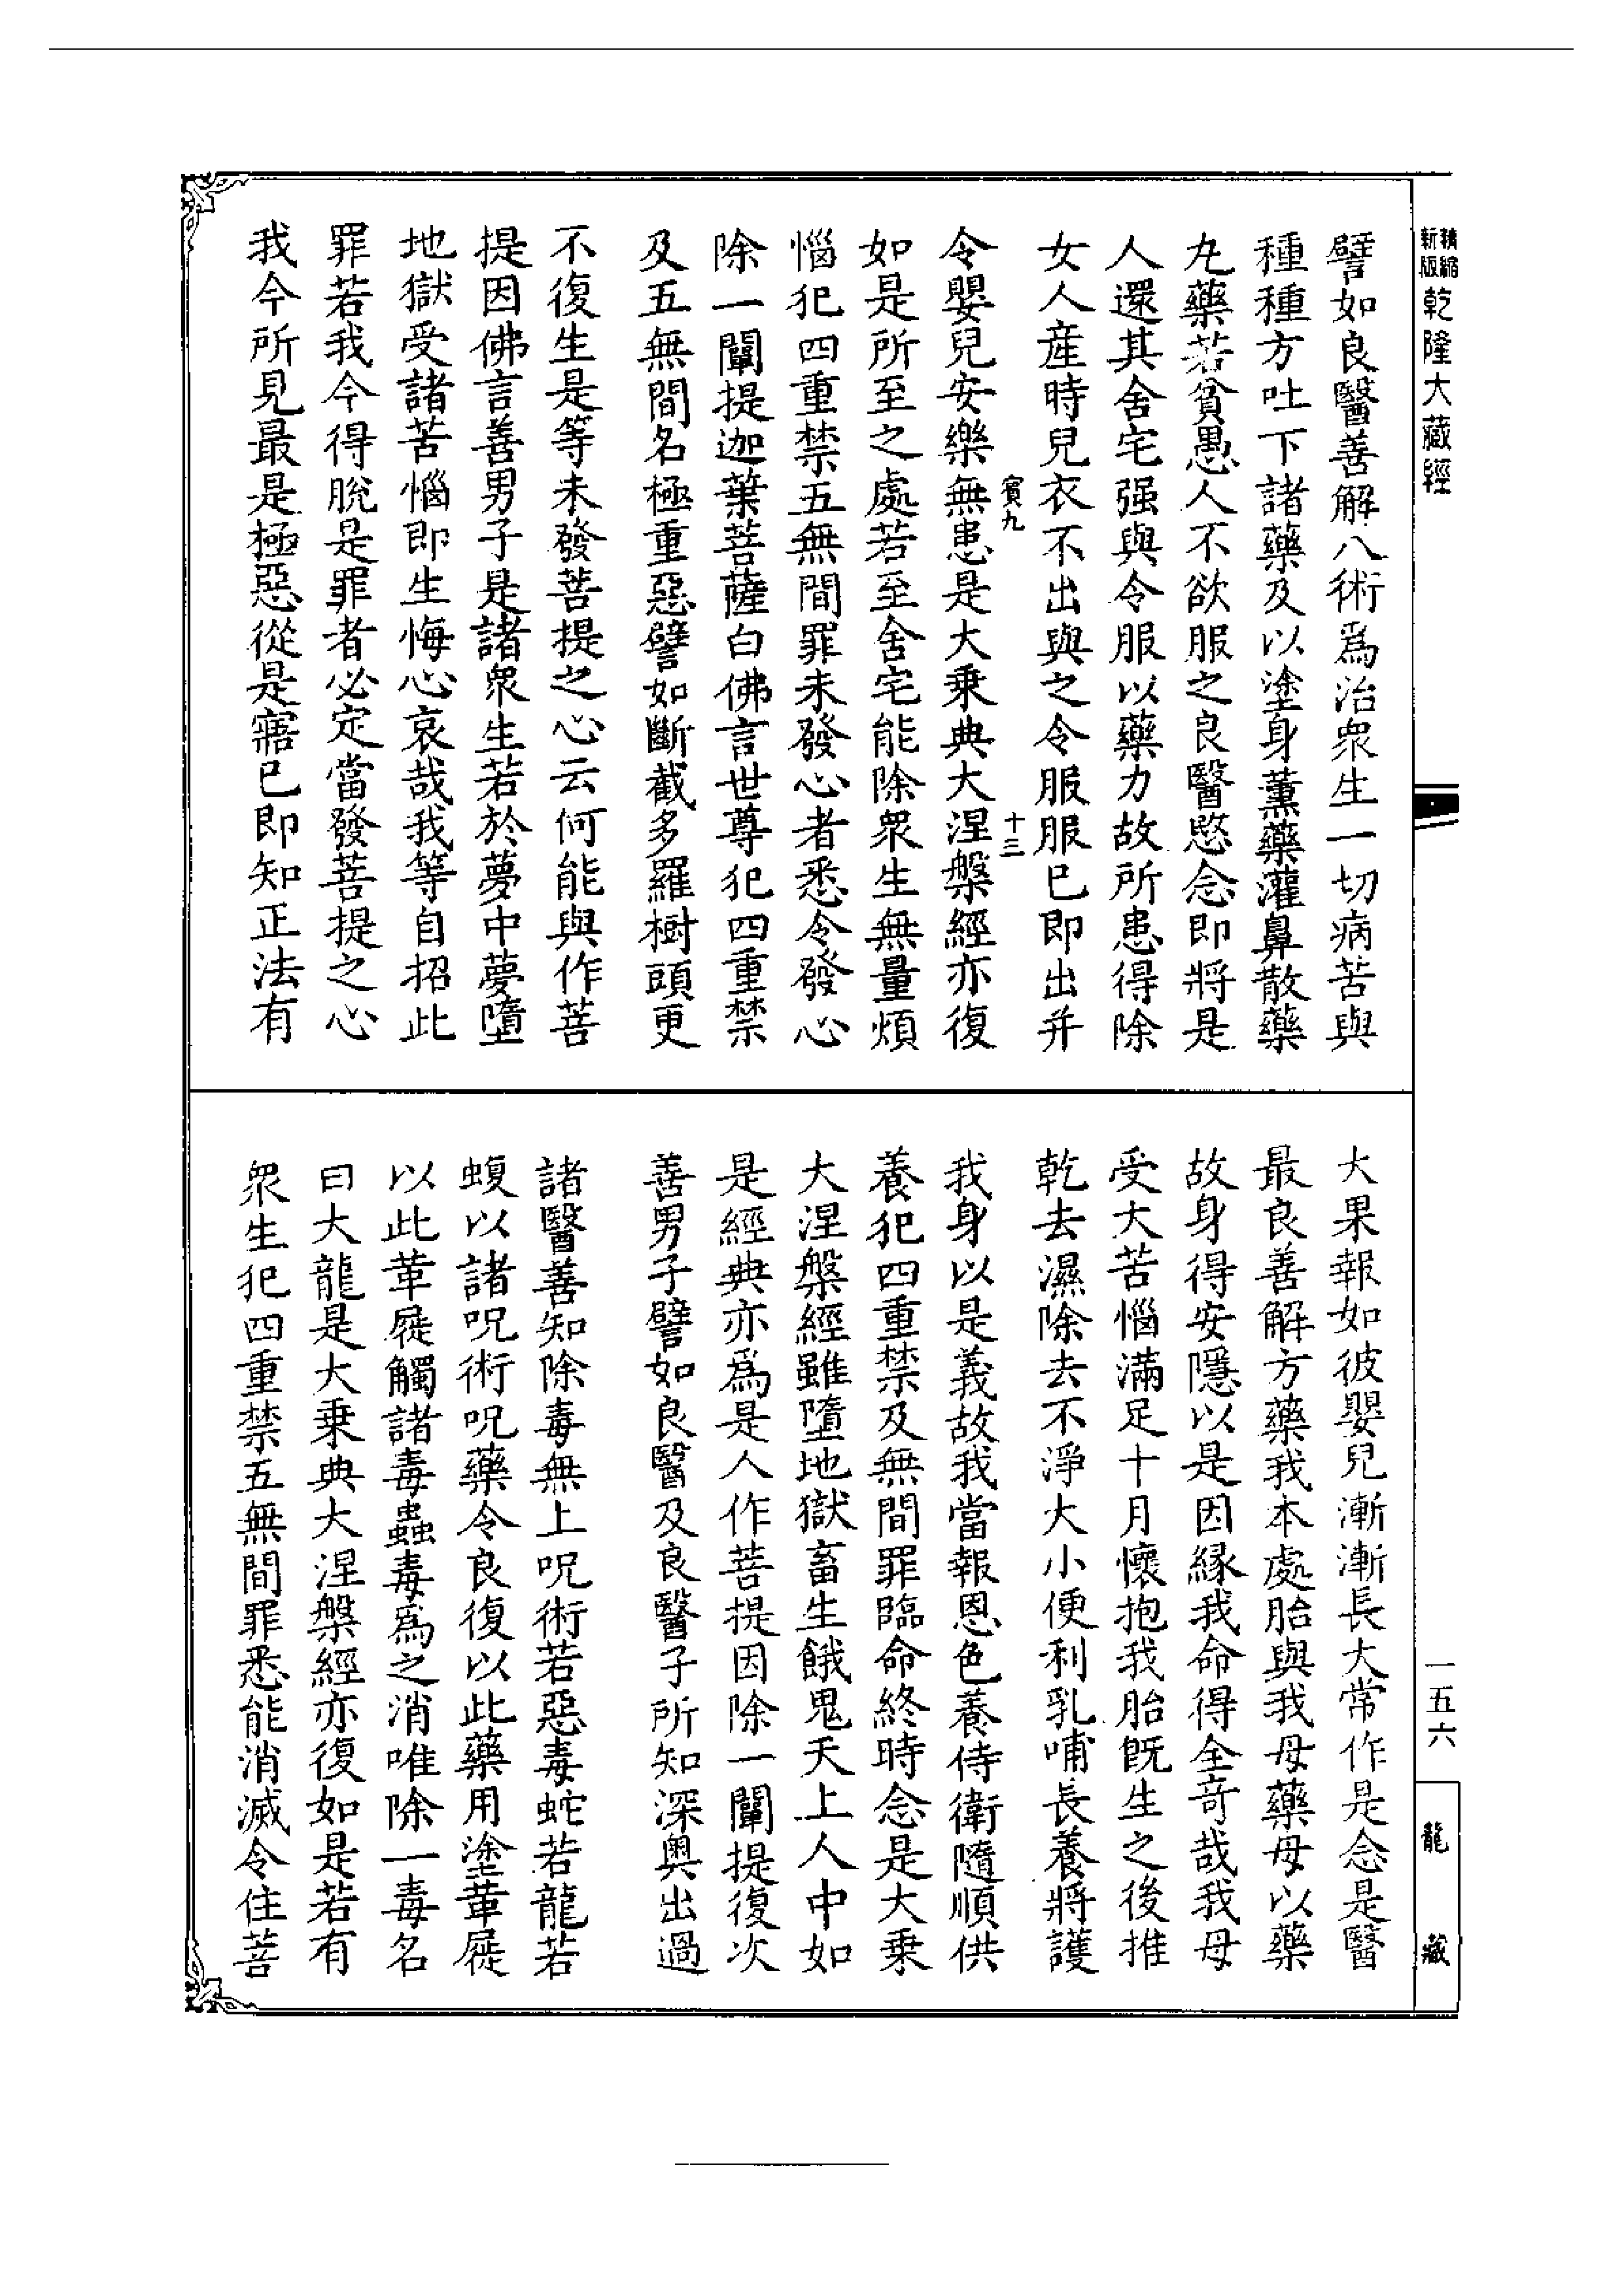 新版精縮乾隆大藏經
一五六
龍藏
譬如良醫善解八術爲治衆生一切病苦與
種種方吐下諸藥及以塗身薰藥灌鼻散藥
丸藥若貧愚人不欲服之良醫愍念即將是
人還其舍宅强與令服以藥力故所患得除
女人産時兒衣不出與之令服服已即出并
賓九 十三
令嬰兒安樂無患是大乗典大涅槃經亦復
如是所至之處若至舍宅能除衆生無量煩
惱犯四重禁五無間罪未發心者悉令發心
除一闡提迦葉菩薩白佛言世尊犯四重禁
及五無間名極重惡譬如斷截多羅樹頭更
不復生是等未發菩提之心云何能與作菩
提因佛言善男子是諸衆生若於夢中夢墮
地獄受諸苦惱即生悔心哀哉我等自招此
罪若我今得脫是罪者必定當發菩提之心
我今所見最是極惡從是寤已即知正法有
大果報如彼嬰兒漸漸長大常作是念是醫
最良善解方藥我本處胎與我母藥母以藥
故身得安隱以是因緣我命得全奇哉我母
受大苦惱滿足十月懷抱我胎旣生之後推
乾去濕除去不淨大小便利乳哺長養將護
我身以是義故我當報恩色養侍衛隨順供
養犯四重禁及無間罪臨命終時念是大乗
大涅槃經雖墮地獄畜生餓鬼天上人中如
是經典亦爲是人作菩提因除一闡提復次
善男子譬如良醫及良醫子所知深奧出過
諸醫善知除毒無上呪術若惡毒蛇若龍若
蝮以諸呪術呪藥令良復以此藥用塗革屣
以此革屣觸諸毒蟲毒爲之消唯除一毒名
曰大龍是大乗典大涅槃經亦復如是若有
衆生犯四重禁五無間罪悉能消滅令住菩